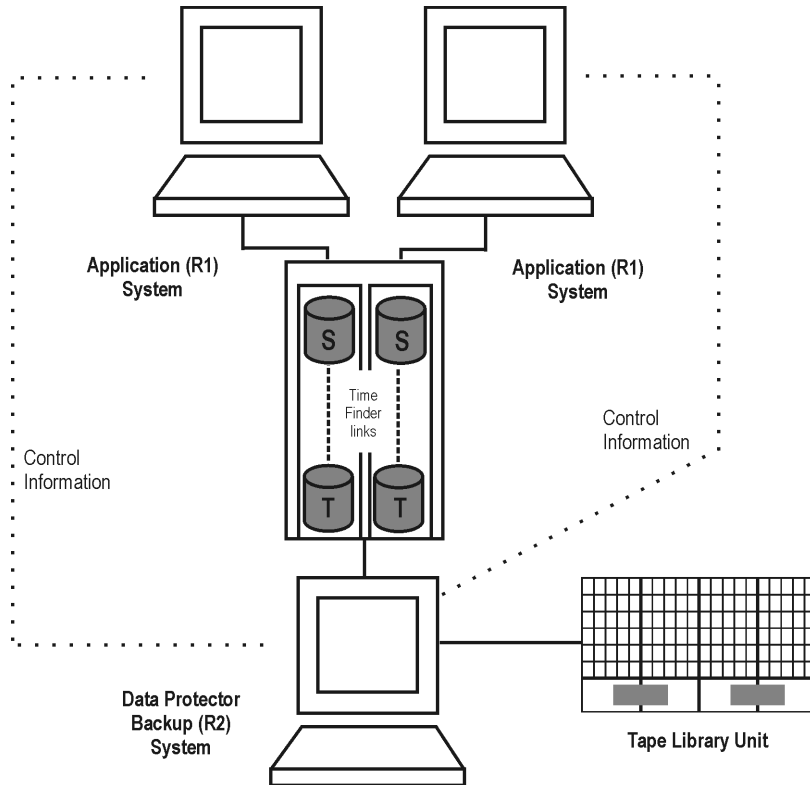 Application (R1)
System
Application (R1)
System
S
S
Time
Finder
links
T
T
Control
Information
Control
Information
Data Protector
Backup (R2)
System
Tape Library Unit